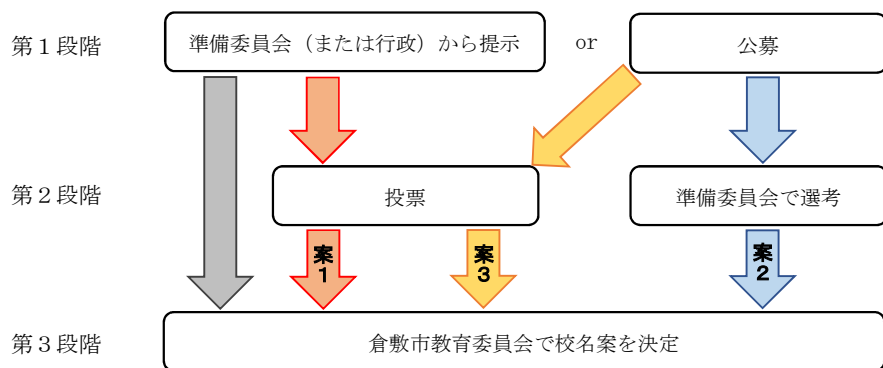 第１段階
準備委員会（または行政）から提示
or
公募
第２段階
投票
準備委員会で選考
案１
案３
案２
第３段階
倉敷市教育委員会で校名案を決定